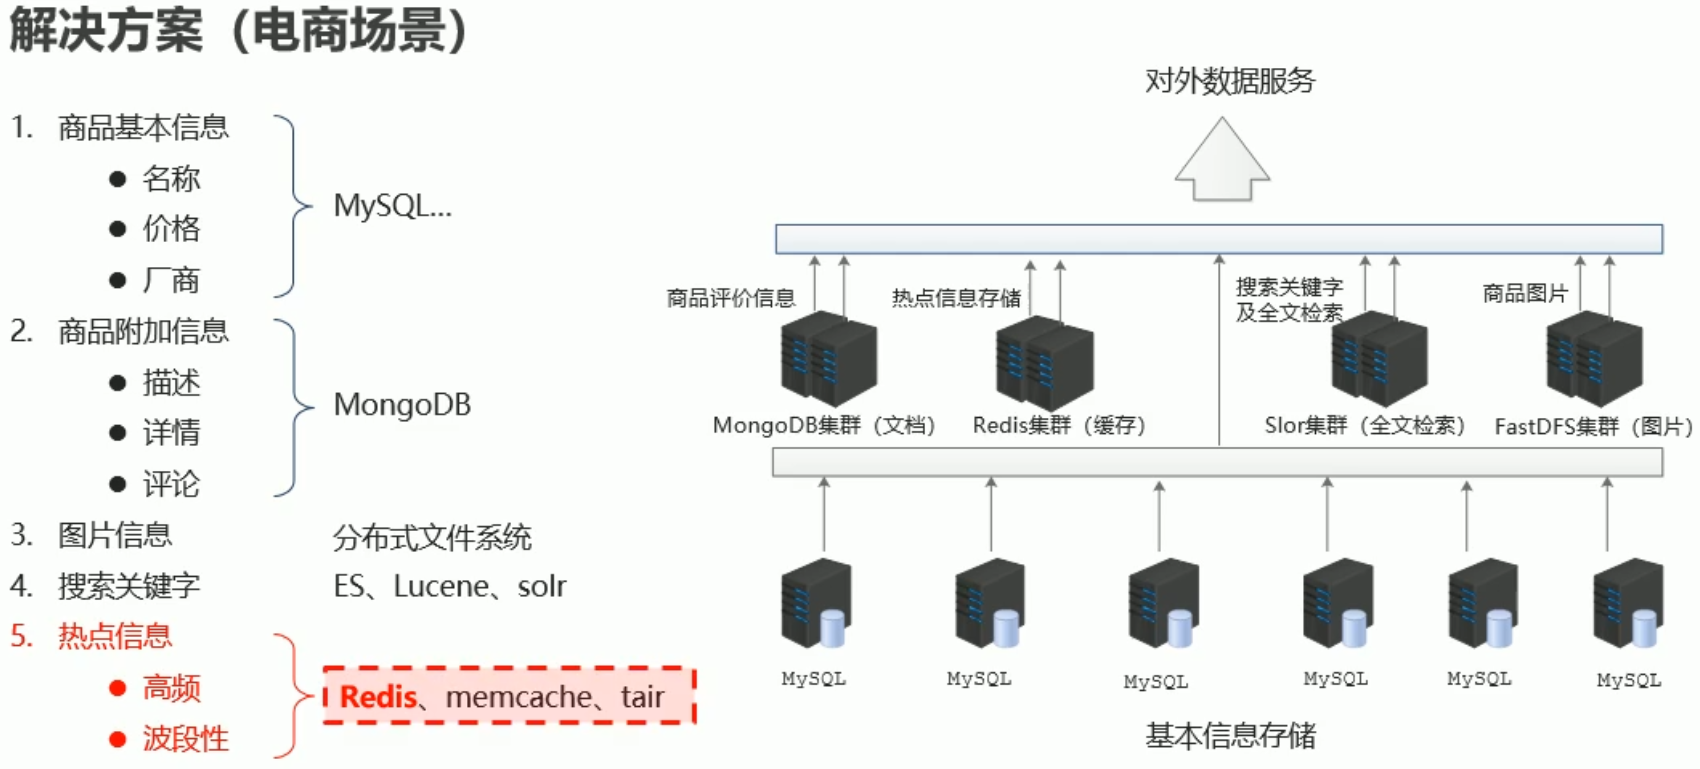 解决方案（电商场景）
1. 商品基本信息
● 名称
● 价格
● 厂商
MySQL...
2. 商品附加信息
● 描述
● 详情
● 评论
MongoDB
3. 图片信息 分布式文件系统
4. 搜索关键字 ES、Lucene、solr
5. 热点信息
● 高频
● 波段性
Redis、memcache、tair
对外数据服务
商品评价信息
热点信息存储
搜索关键字
及全文检索
商品图片
MongoDB集群（文档）
Redis集群（缓存）
Slor集群（全文检索）
FastDFS集群（图片）
MySQL
MySQL
MySQL
MySQL
MySQL
MySQL
基本信息存储